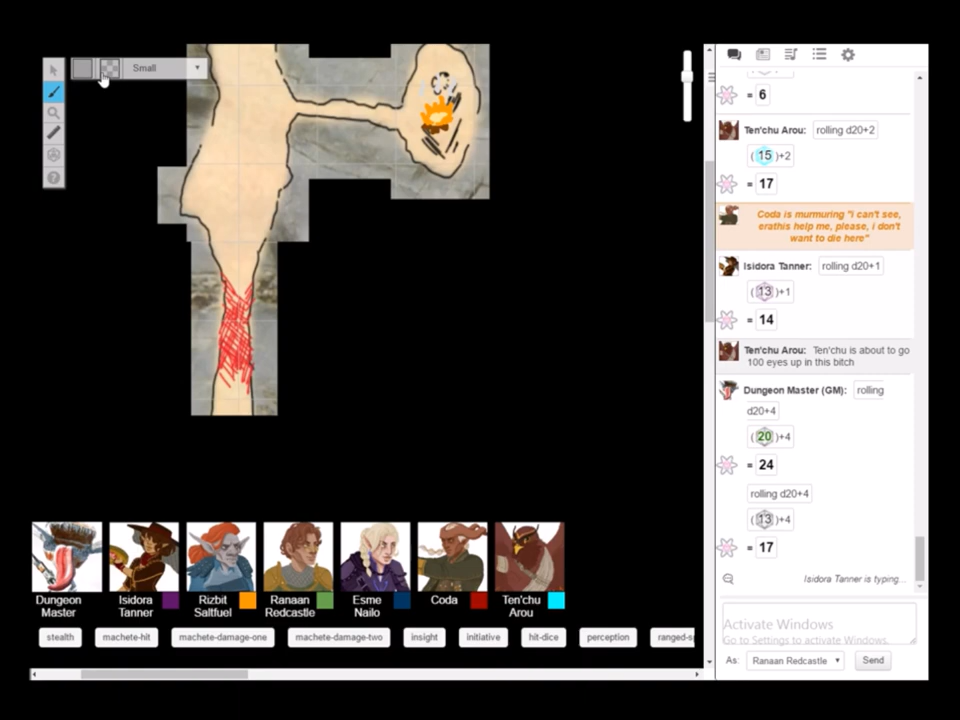 Small
= 6
Ten'chu Arou: rolling d20+2
(15)+2
= 17
Coda is murmuring "i can't see,
erathis help me, please, i don't
want to die here"
Isidora Tanner: rolling d20+1
(13)+1
= 14
Ten'chu Arou: Ten'chu is about to go
100 eyes up in this bitch
Dungeon Master (GM): rolling
d20+4
(20)+4
= 24
rolling d20+4
(13)+4
= 17
Isidora Tanner is typing...
Activate Windows
Go to Settings to activate Windows.
As: Ranaan Redcastle Send
Dungeon
Master
Isidora
Tanner
Rizbit
Saltfuel
Ranaan
Redcastle
Esme
Nailo
Coda
Ten'chu
Arou
stealth machete-hit machete-damage-one machete-damage-two insight initiative hit-dice perception